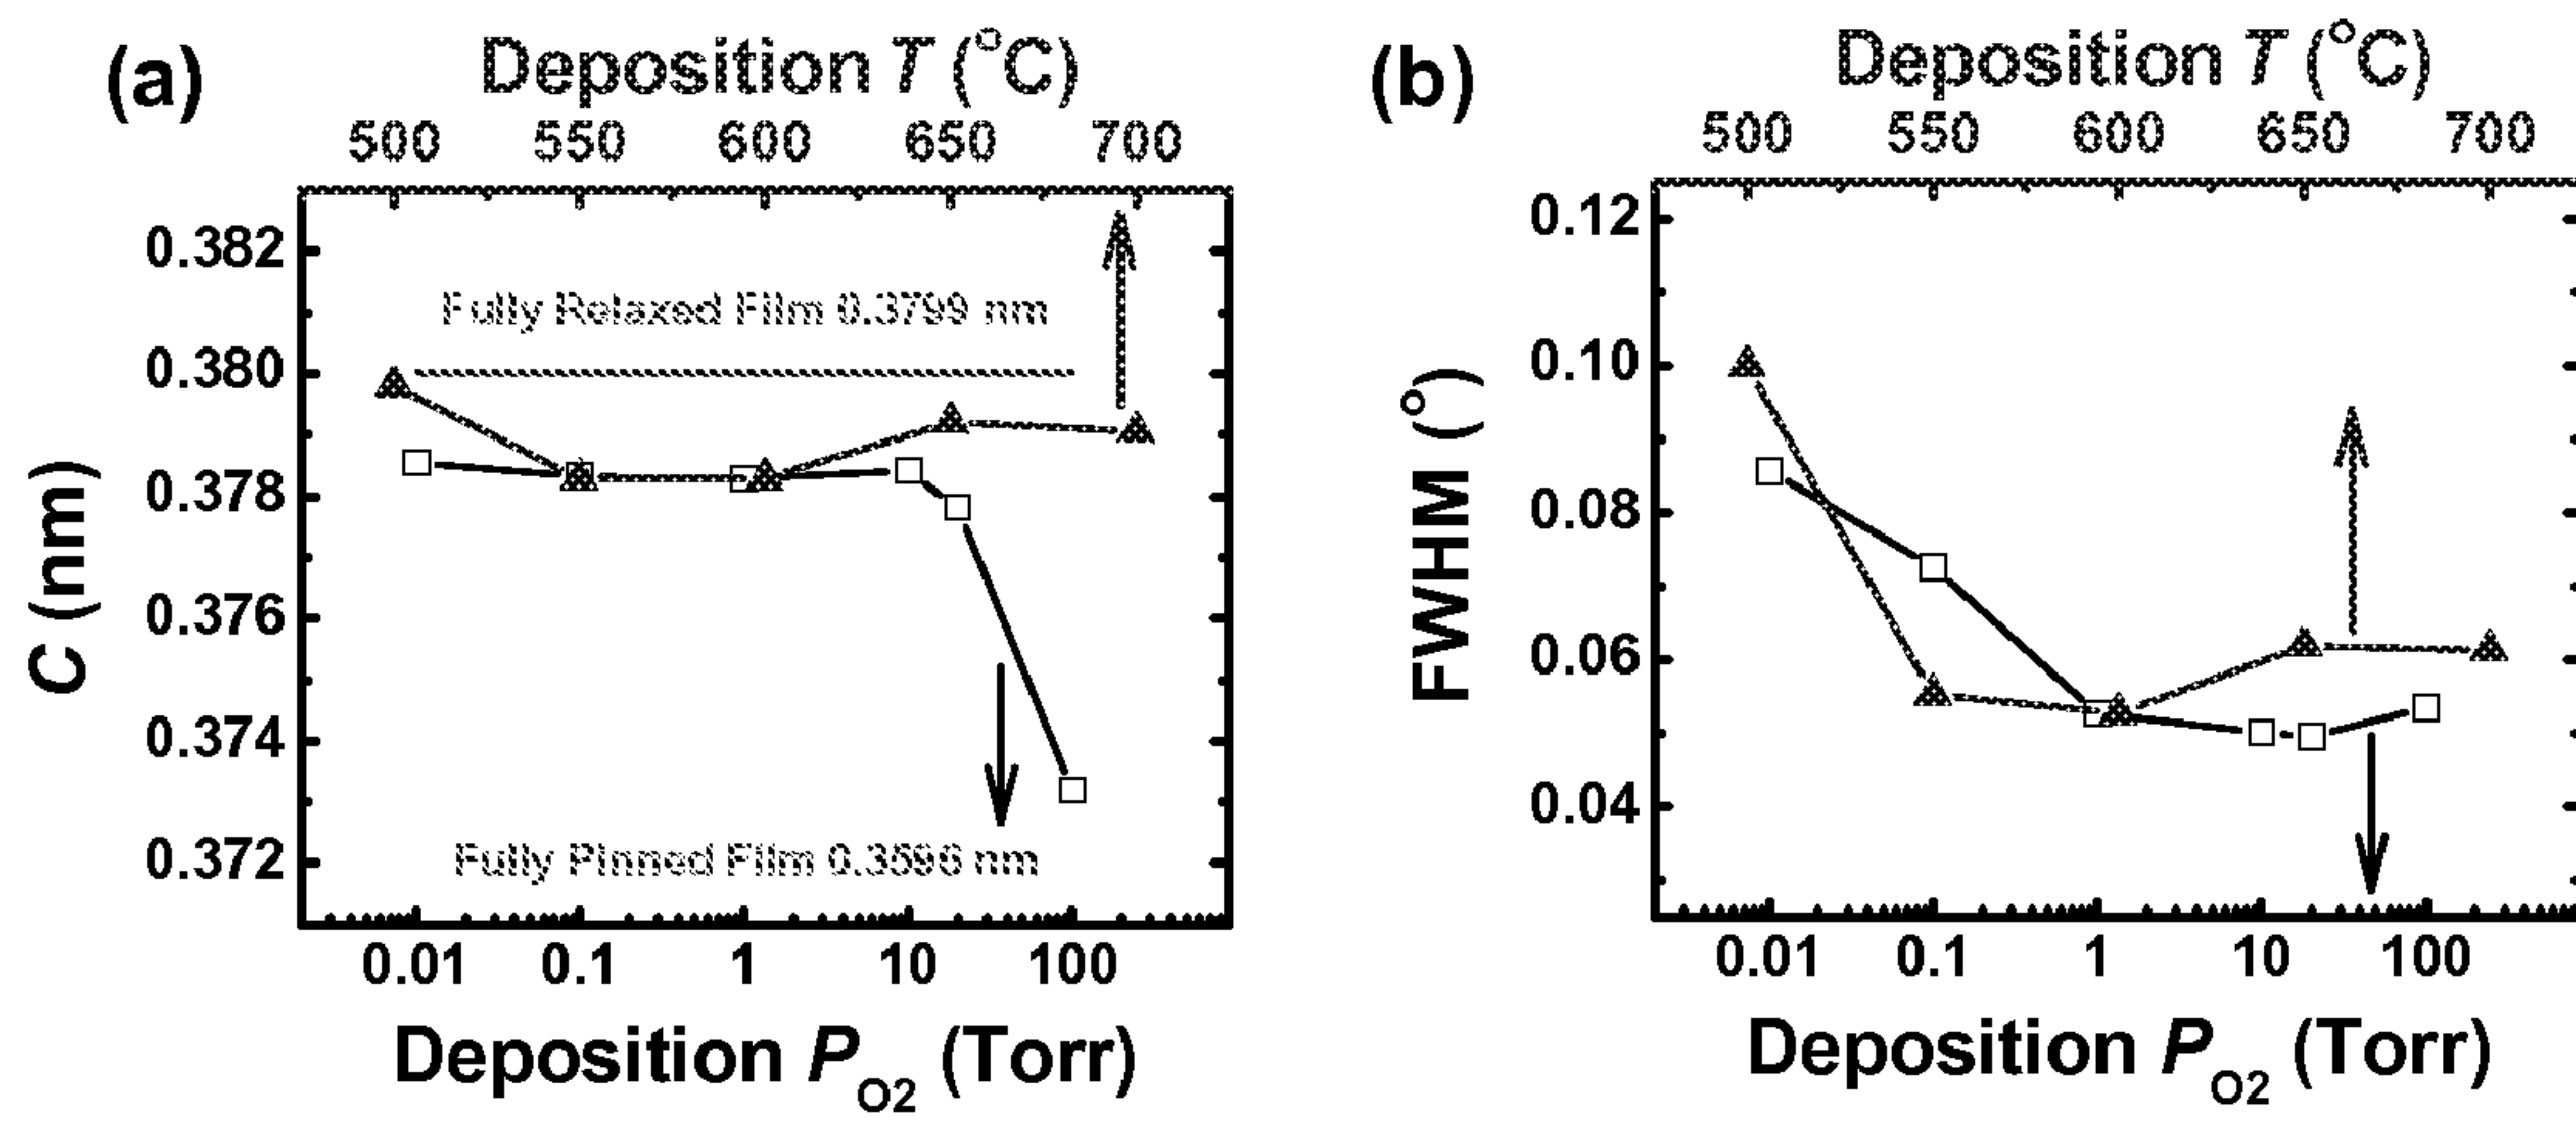 (a)
Deposition T (°C)
500 550 600 650 700
0.382
0.380
0.378
0.376
0.374
0.372
C (nm)
Fully Relaxed Film 0.3799 nm
Fully Pinned Film nm
0.01 0.1 1 10 100
Deposition PO2 (Torr)
(b)
Deposition T (°C)
500 550 600 650 700
0.12
0.10
0.08
0.06
0.04
FWHM (°)
0.01 0.1 1 10 100
Deposition PO2 (Torr)